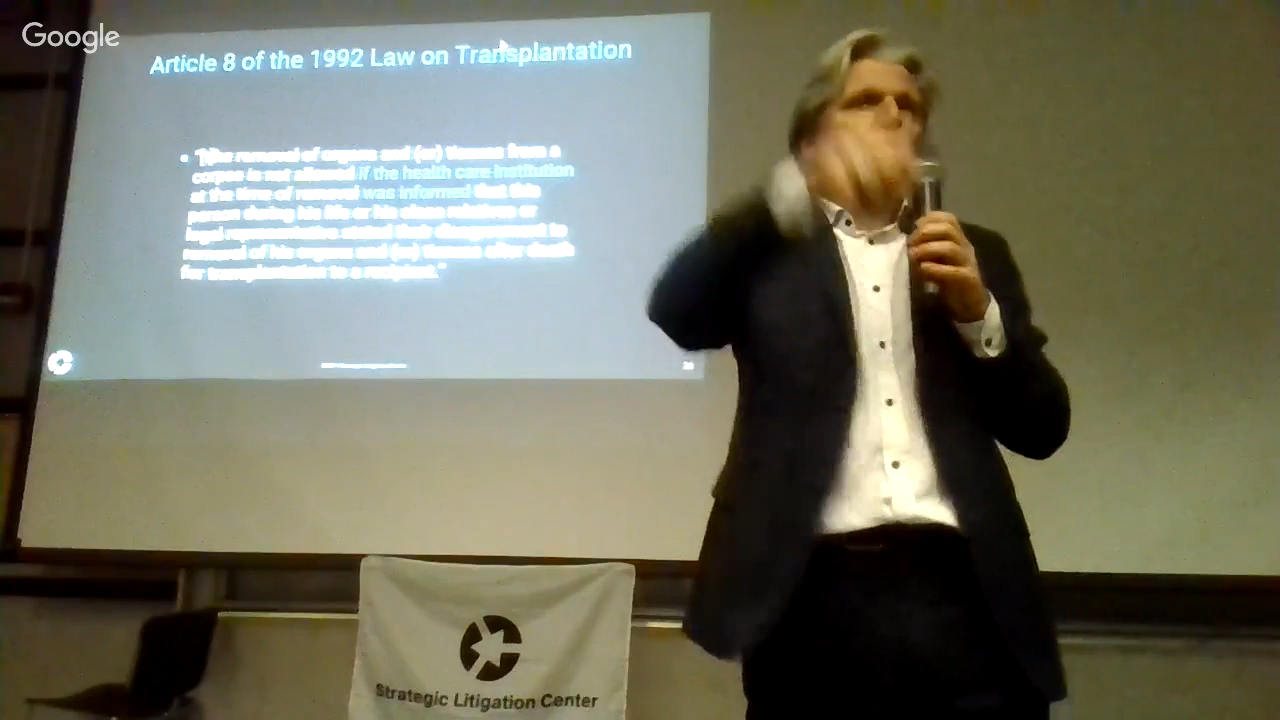 Google
Article 8 of the 1992 Law on Transplantation
• "[t]he removal of organs and (or) tissues from a
corpse is not allowed if the health care institution
at the time of removal was informed that this
person during his life or his close relatives or
legal representative stated their disagreement to
removal of his organs and (or) tissues after death
for transplantation to a recipient."
Strategic Litigation Center